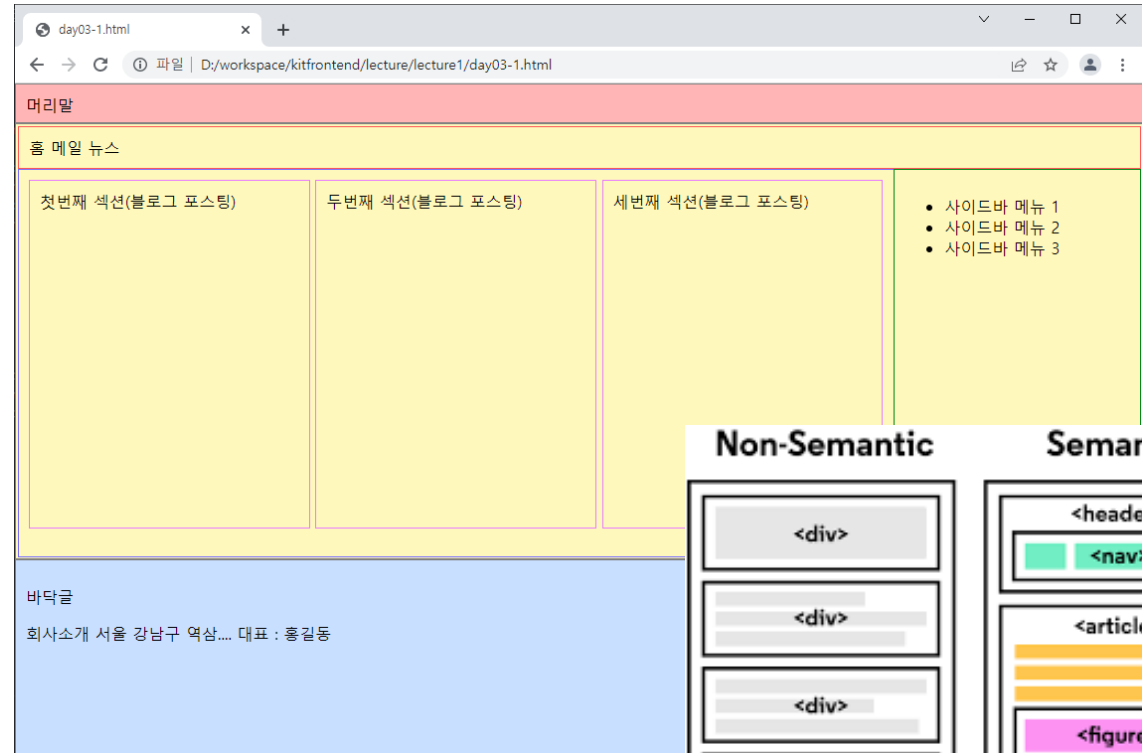 day03-1.html
파일 | D:/workspace/kitfrontend/lecture/lecture1/day03-1.html
머리말
홈 메일 뉴스
첫번째 섹션(블로그 포스팅)
두번째 섹션(블로그 포스팅)
세번째 섹션(블로그 포스팅)
사이드바 메뉴 1
사이드바 메뉴 2
사이드바 메뉴 3
바닥글
회사소개 서울 강남구 역삼.... 대표 : 홍길동
Non-Semantic
<div>
<div>
<div>
Semar
<heade
<nav>
<article
<figure